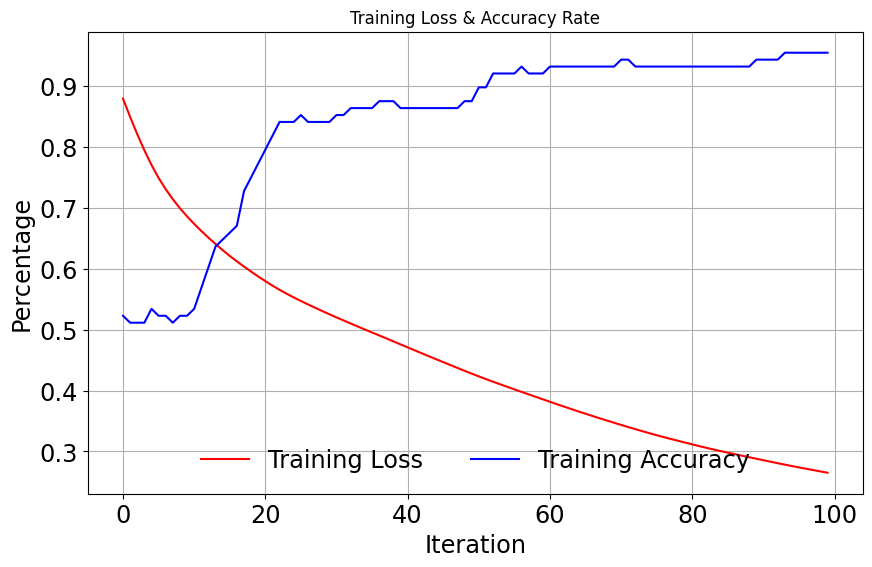 Training Loss & Accuracy Rate
Percentage
0.9
0.8
0.7
0.6
0.5
0.4
0.3
Training Loss
Training Accuracy
0 20 40 60 80 100
Iteration